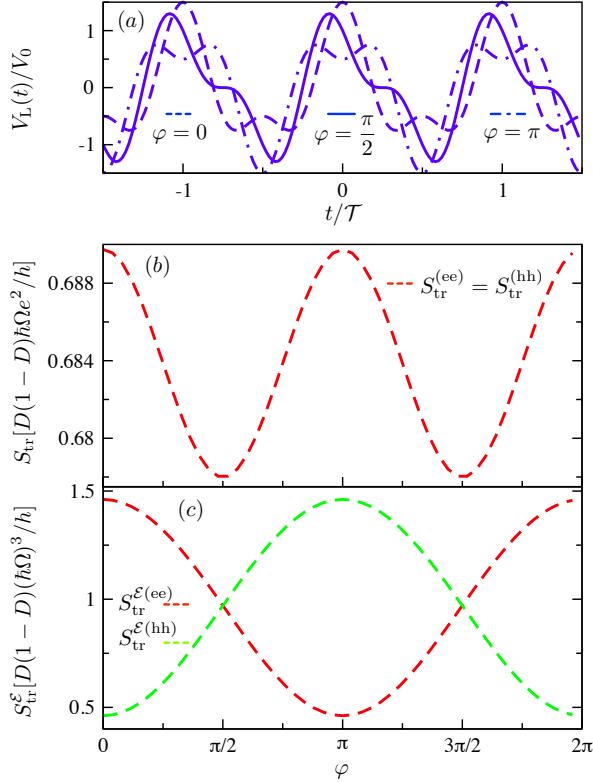 (a)
V_L(t)/V_0
1
0
-1
φ = 0
φ = π/2
φ = π
-1
0
1
t/𝒯
(b)
S_tr^(ee) = S_tr^(hh)
S_tr[D(1 − D)ℏΩe²/h]
0.688
0.684
0.68
(c)
S_tr^ℰ[D(1 − D)(ℏΩ)³/h]
1.5
1
0.5
S_tr^ℰ(ee)
S_tr^ℰ(hh)
0
π/2
π
3π/2
2π
φ